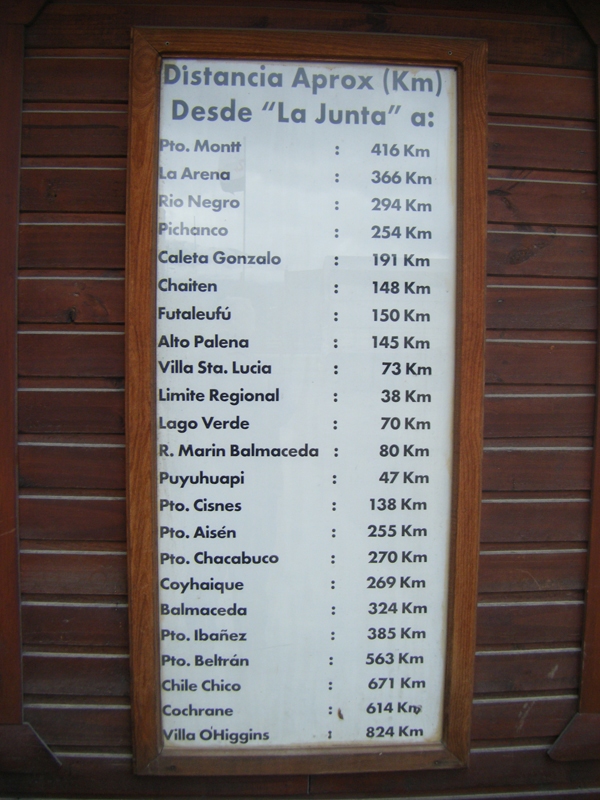 Distancia Aprox (Km)
Desde “La Junta” a:
Pto. Montt : 416 Km
La Arena : 366 Km
Rio Negro : 294 Km
Pichanco : 254 Km
Caleta Gonzalo : 191 Km
Chaiten : 148 Km
Futaleufú : 150 Km
Alto Palena : 145 Km
Villa Sta. Lucia : 73 Km
Limite Regional : 38 Km
Lago Verde : 70 Km
R. Marin Balmaceda : 80 Km
Puyuhuapi : 47 Km
Pto. Cisnes : 138 Km
Pto. Aisén : 255 Km
Pto. Chacabuco : 270 Km
Coyhaique : 269 Km
Balmaceda : 324 Km
Pto. Ibañez : 385 Km
Pto. Beltrán : 563 Km
Chile Chico : 671 Km
Cochrane : 614 Km
Villa O'Higgins : 824 Km